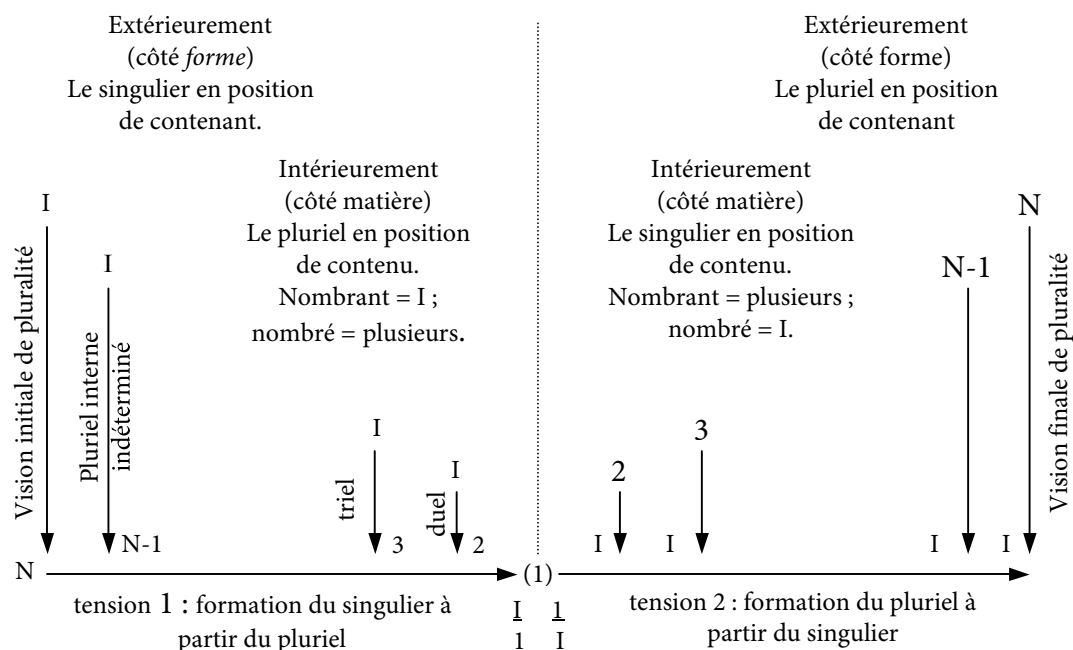 Extérieurement
(côté forme)
Le singulier en position
de contenant.
Extérieurement
(côté forme)
Le pluriel en position
de contenant
Intérieurement
(côté matière)
Le pluriel en position
de contenu.
Nombrant = I ;
nombré = plusieurs.
Intérieurement
(côté matière)
Le singulier en position
de contenu.
Nombrant = plusieurs ;
nombré = I.
I
I
I
I
2
3
N-1
N
Vision initiale de pluralité
Pluriel interne
indéterminé
triel
duel
Vision finale de pluralité
N-1
3
2
I
I
I
I
N
(1)
tension 1 : formation du singulier à
partir du pluriel
I 1
1 I
tension 2 : formation du pluriel à
partir du singulier